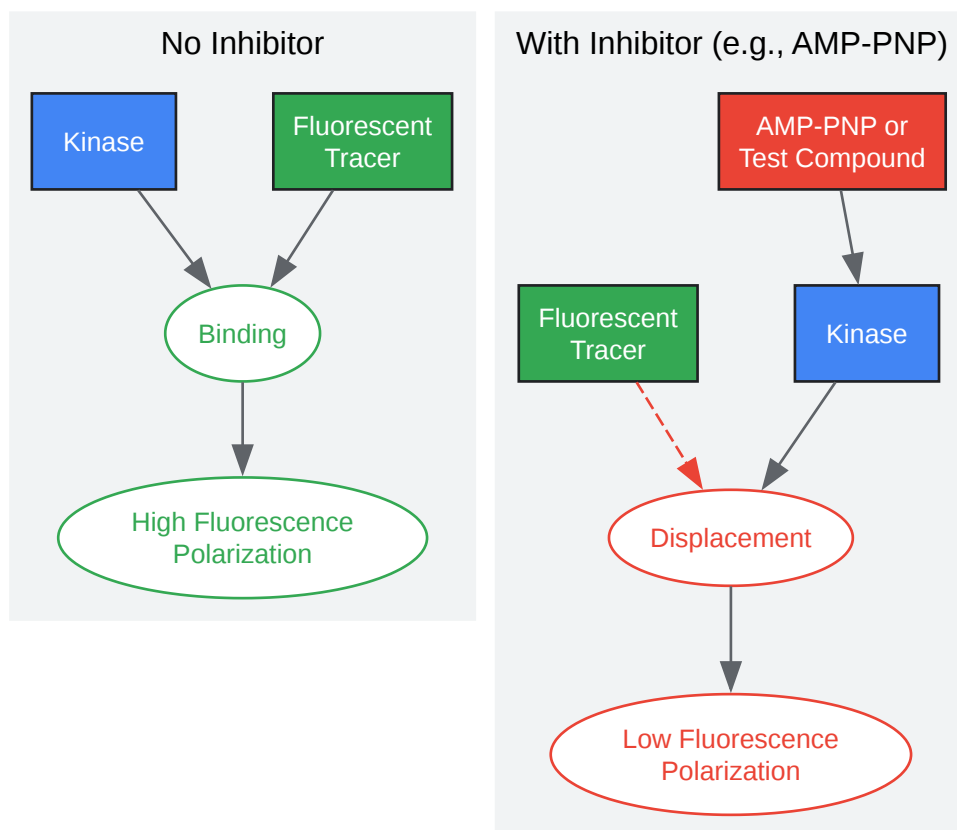 No Inhibitor
Kinase
Fluorescent
Tracer
Binding
High Fluorescence
Polarization
With Inhibitor (e.g., AMP-PNP)
AMP-PNP or
Test Compound
Fluorescent
Tracer
Kinase
Displacement
Low Fluorescence
Polarization